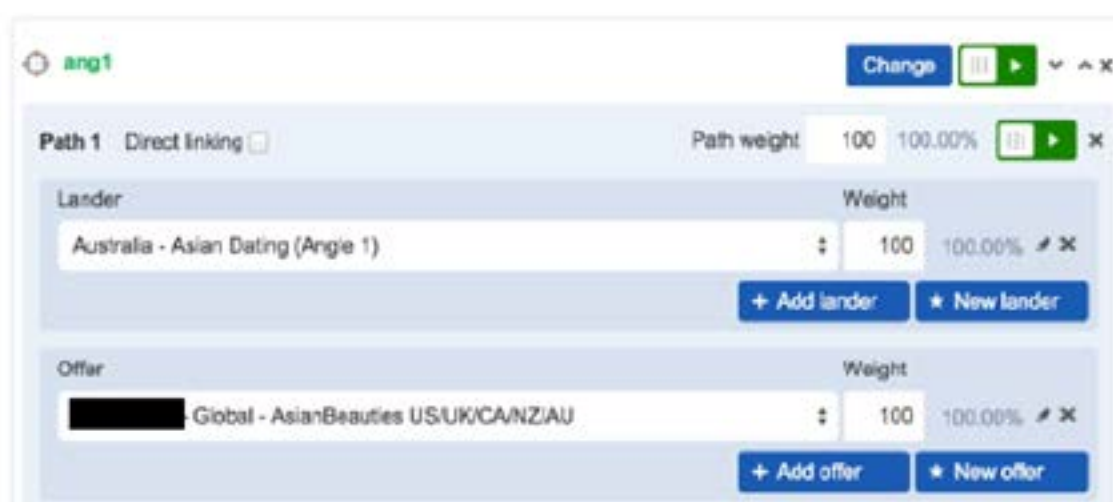 ang1 Change
Path 1 Direct linking Path weight 100 100.00%
Lander Weight
Australia - Asian Dating (Angle 1) 100 100.00%
+ Add lander ★ New lander
Offer Weight
- Global - AsianBeauties US/UK/CA/NZ/AU 100 100.00%
+ Add offer ★ New offer